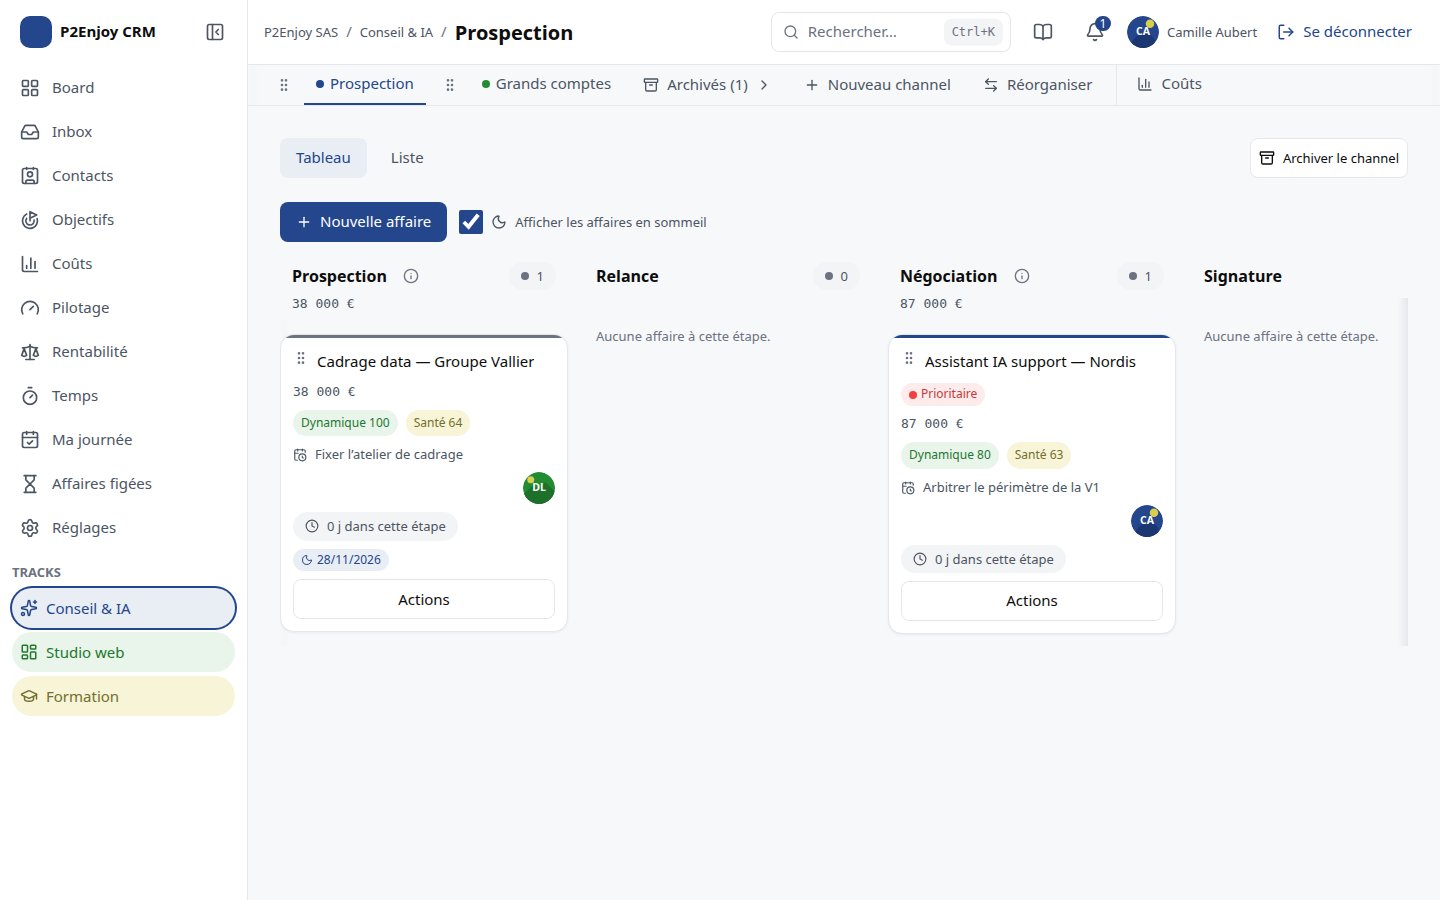 P2Enjoy CRM
Board
Inbox
Contacts
Objectifs
Coûts
Pilotage
Rentabilité
Temps
Ma journée
Affaires figées
Réglages
TRACKS
Conseil & IA
Studio web
Formation
P2Enjoy SAS / Conseil & IA / Prospection
Rechercher... Ctrl+K
1
CA Camille Aubert
Se déconnecter
Prospection
Grands comptes
Archivés (1)
Nouveau channel
Réorganiser
Coûts
Tableau
Liste
Archiver le channel
Nouvelle affaire
Afficher les affaires en sommeil
Prospection 1
38 000 €
Cadrage data — Groupe Vallier
38 000 €
Dynamique 100 Santé 64
Fixer l’atelier de cadrage
DL
0 j dans cette étape
28/11/2026
Actions
Relance 0
Aucune affaire à cette étape.
Négociation 1
87 000 €
Assistant IA support — Nordis
Prioritaire
87 000 €
Dynamique 80 Santé 63
Arbitrer le périmètre de la V1
CA
0 j dans cette étape
Actions
Signature
Aucune affaire à cette étape.